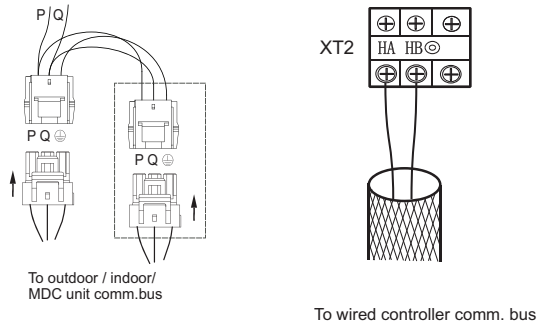 P Q
P Q
P Q
To outdoor / indoor/
MDC unit comm.bus
XT2
HA HB
To wired controller comm. bus